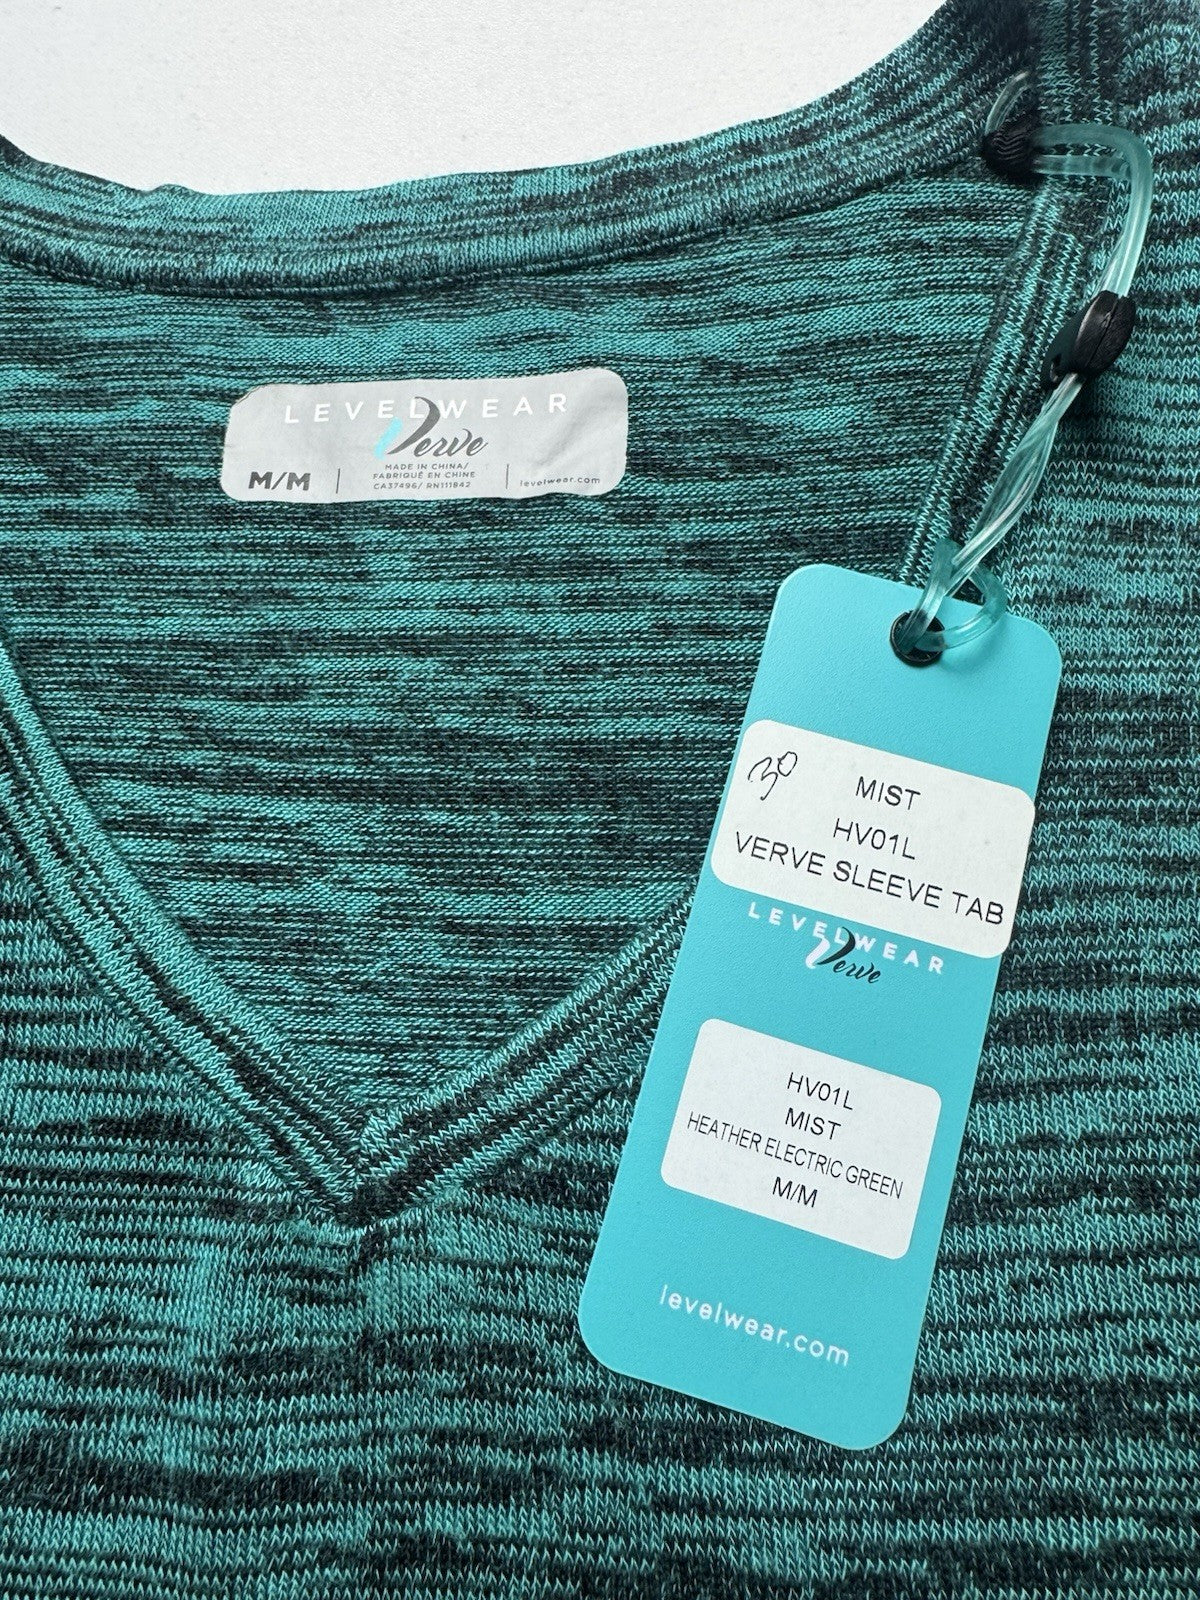 LEVELWEAR
Verve
M/M
MADE IN CHINA/
FABRIQUÉ EN CHINE
CA37496/ RN111842
levelwear.com
30
MIST
HV01L
VERVE SLEEVE TAB
LEVELWEAR
Verve
HV01L
MIST
HEATHER ELECTRIC GREEN
M/M
levelwear.com